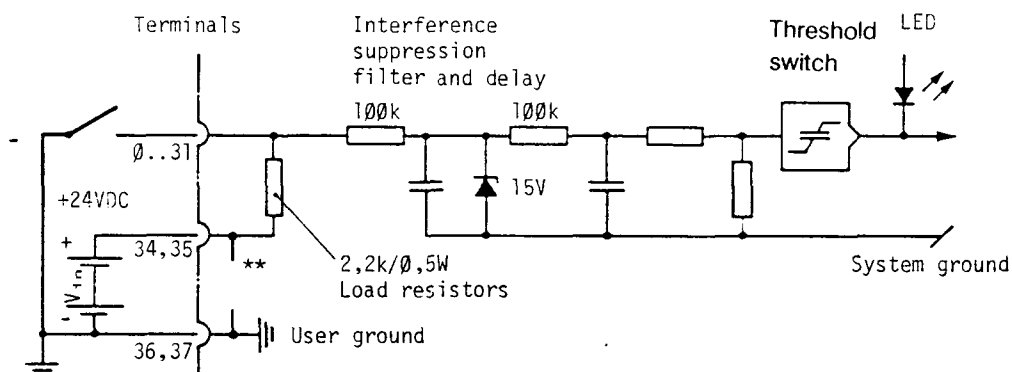 Terminals
Interference
suppression
filter and delay
Threshold
switch
LED
100k
100k
0..31
+24VDC
15V
+
34,35
**
Vin
-
2,2k/0,5W
Load resistors
System ground
User ground
36,37